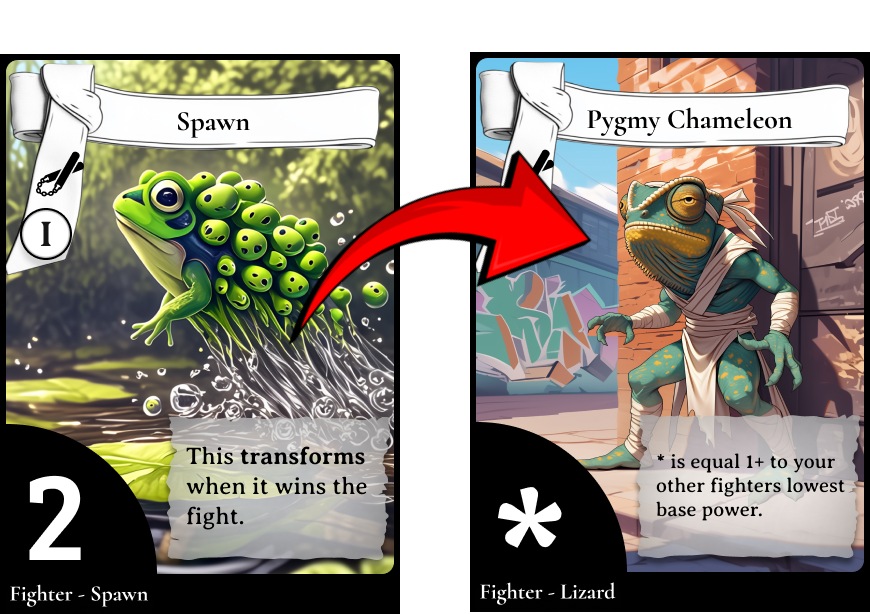 Spawn
I
This transforms
when it wins the
fight.
2
Fighter - Spawn
Pygmy Chameleon
* is equal 1+ to your
other fighters lowest
base power.
*
Fighter - Lizard